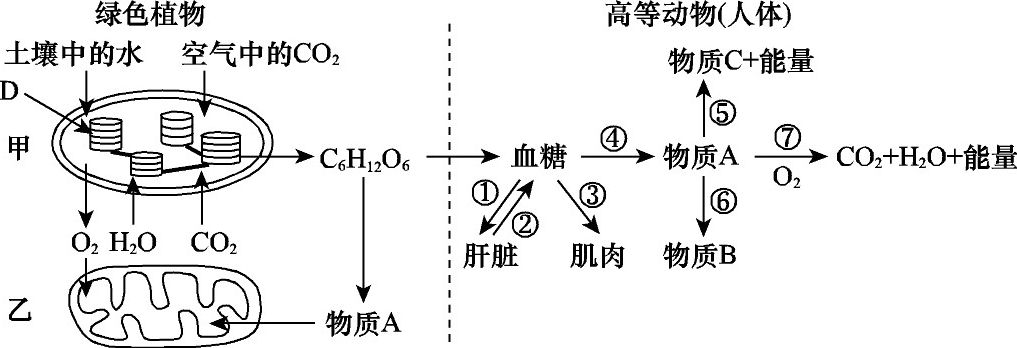 绿色植物
高等动物(人体)
土壤中的水
空气中的CO₂
物质C+能量
D
⑤
甲
C₆H₁₂O₆
血糖
④
物质A
⑦
O₂
CO₂+H₂O+能量
①
②
③
⑥
O₂
H₂O
CO₂
肝脏
肌肉
物质B
乙
物质A